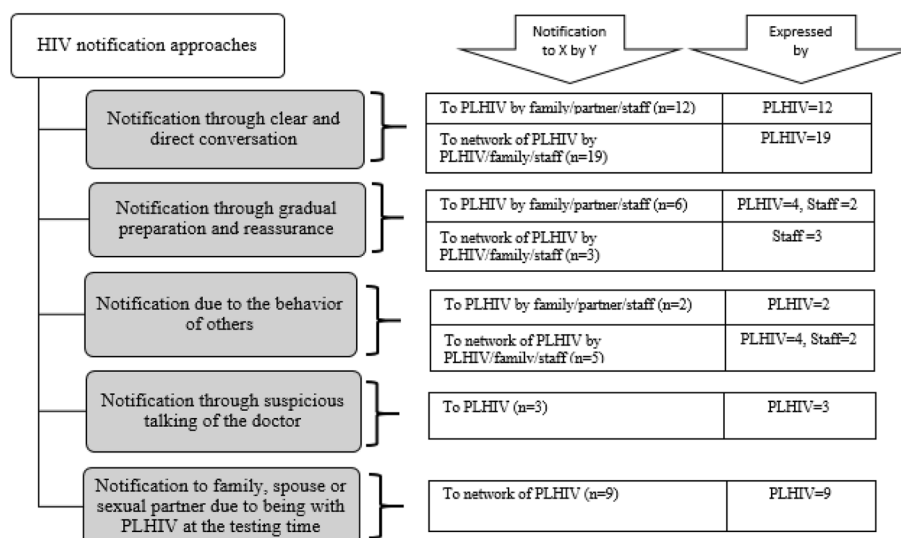 HIV notification approaches
Notification
to X by Y
Expressed
by
Notification through clear and
direct conversation
To PLHIV by family/partner/staff (n=12)
PLHIV=12
To network of PLHIV by
PLHIV/family/staff (n=19)
PLHIV=19
Notification through gradual
preparation and reassurance
To PLHIV by family/partner/staff (n=6)
PLHIV=4, Staff =2
To network of PLHIV by
PLHIV/family/staff (n=3)
Staff =3
Notification due to the behavior
of others
To PLHIV by family/partner/staff (n=2)
PLHIV=2
To network of PLHIV by
PLHIV/family/staff (n=5)
PLHIV=4, Staff=2
Notification through suspicious
talking of the doctor
To PLHIV (n=3)
PLHIV=3
Notification to family, spouse or
sexual partner due to being with
PLHIV at the testing time
To network of PLHIV (n=9)
PLHIV=9